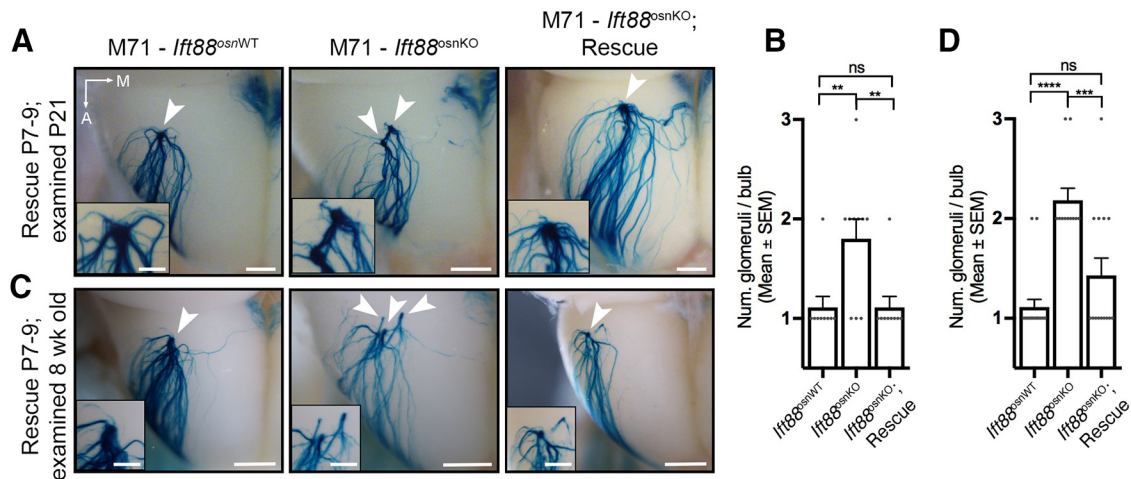 A
M71 - Ift88osnWT
M71 - Ift88osnKO
M71 - Ift88osnKO;
Rescue
Rescue P7-9;
examined P21
M
A
C
Rescue P7-9;
examined 8 wk old
B
ns
**
**
Num. glomeruli / bulb
(Mean ± SEM)
3
2
1
Ift88osnWT
Ift88osnKO
Ift88osnKO;
Rescue
D
ns
****
***
Num. glomeruli / bulb
(Mean ± SEM)
3
2
1
Ift88osnWT
Ift88osnKO
Ift88osnKO;
Rescue